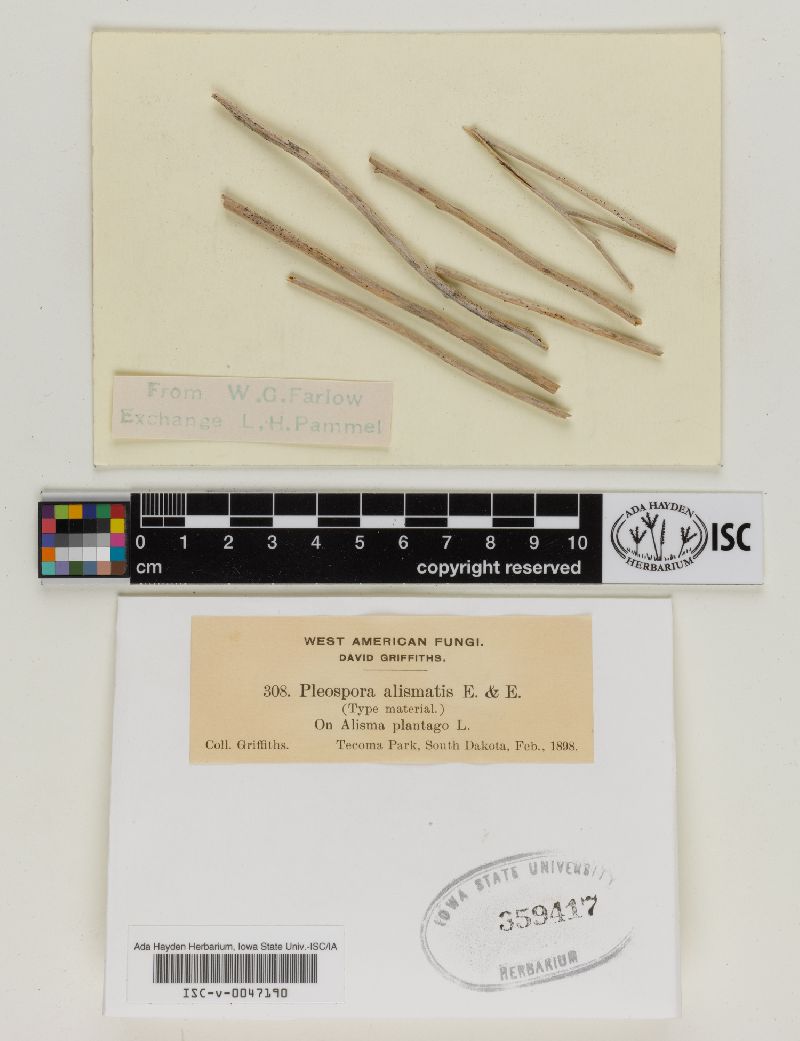 From W.G.Farlow
Exchange L.H.Pammel
0 1 2 3 4 5 6 7 8 9 10
cm
copyright reserved
ADA HAYDEN
HERBARIUM
ISC
WEST AMERICAN FUNGI.
DAVID GRIFFITHS.
308. Pleospora alismatis E. & E.
(Type material.)
On Alisma plantago L.
Coll. Griffiths. Tecoma Park, South Dakota, Feb., 1898.
IOWA STATE UNIVERSITY
359417
HERBARIUM
Ada Hayden Herbarium, Iowa State Univ.-ISC/IA
ISC-v-0047190